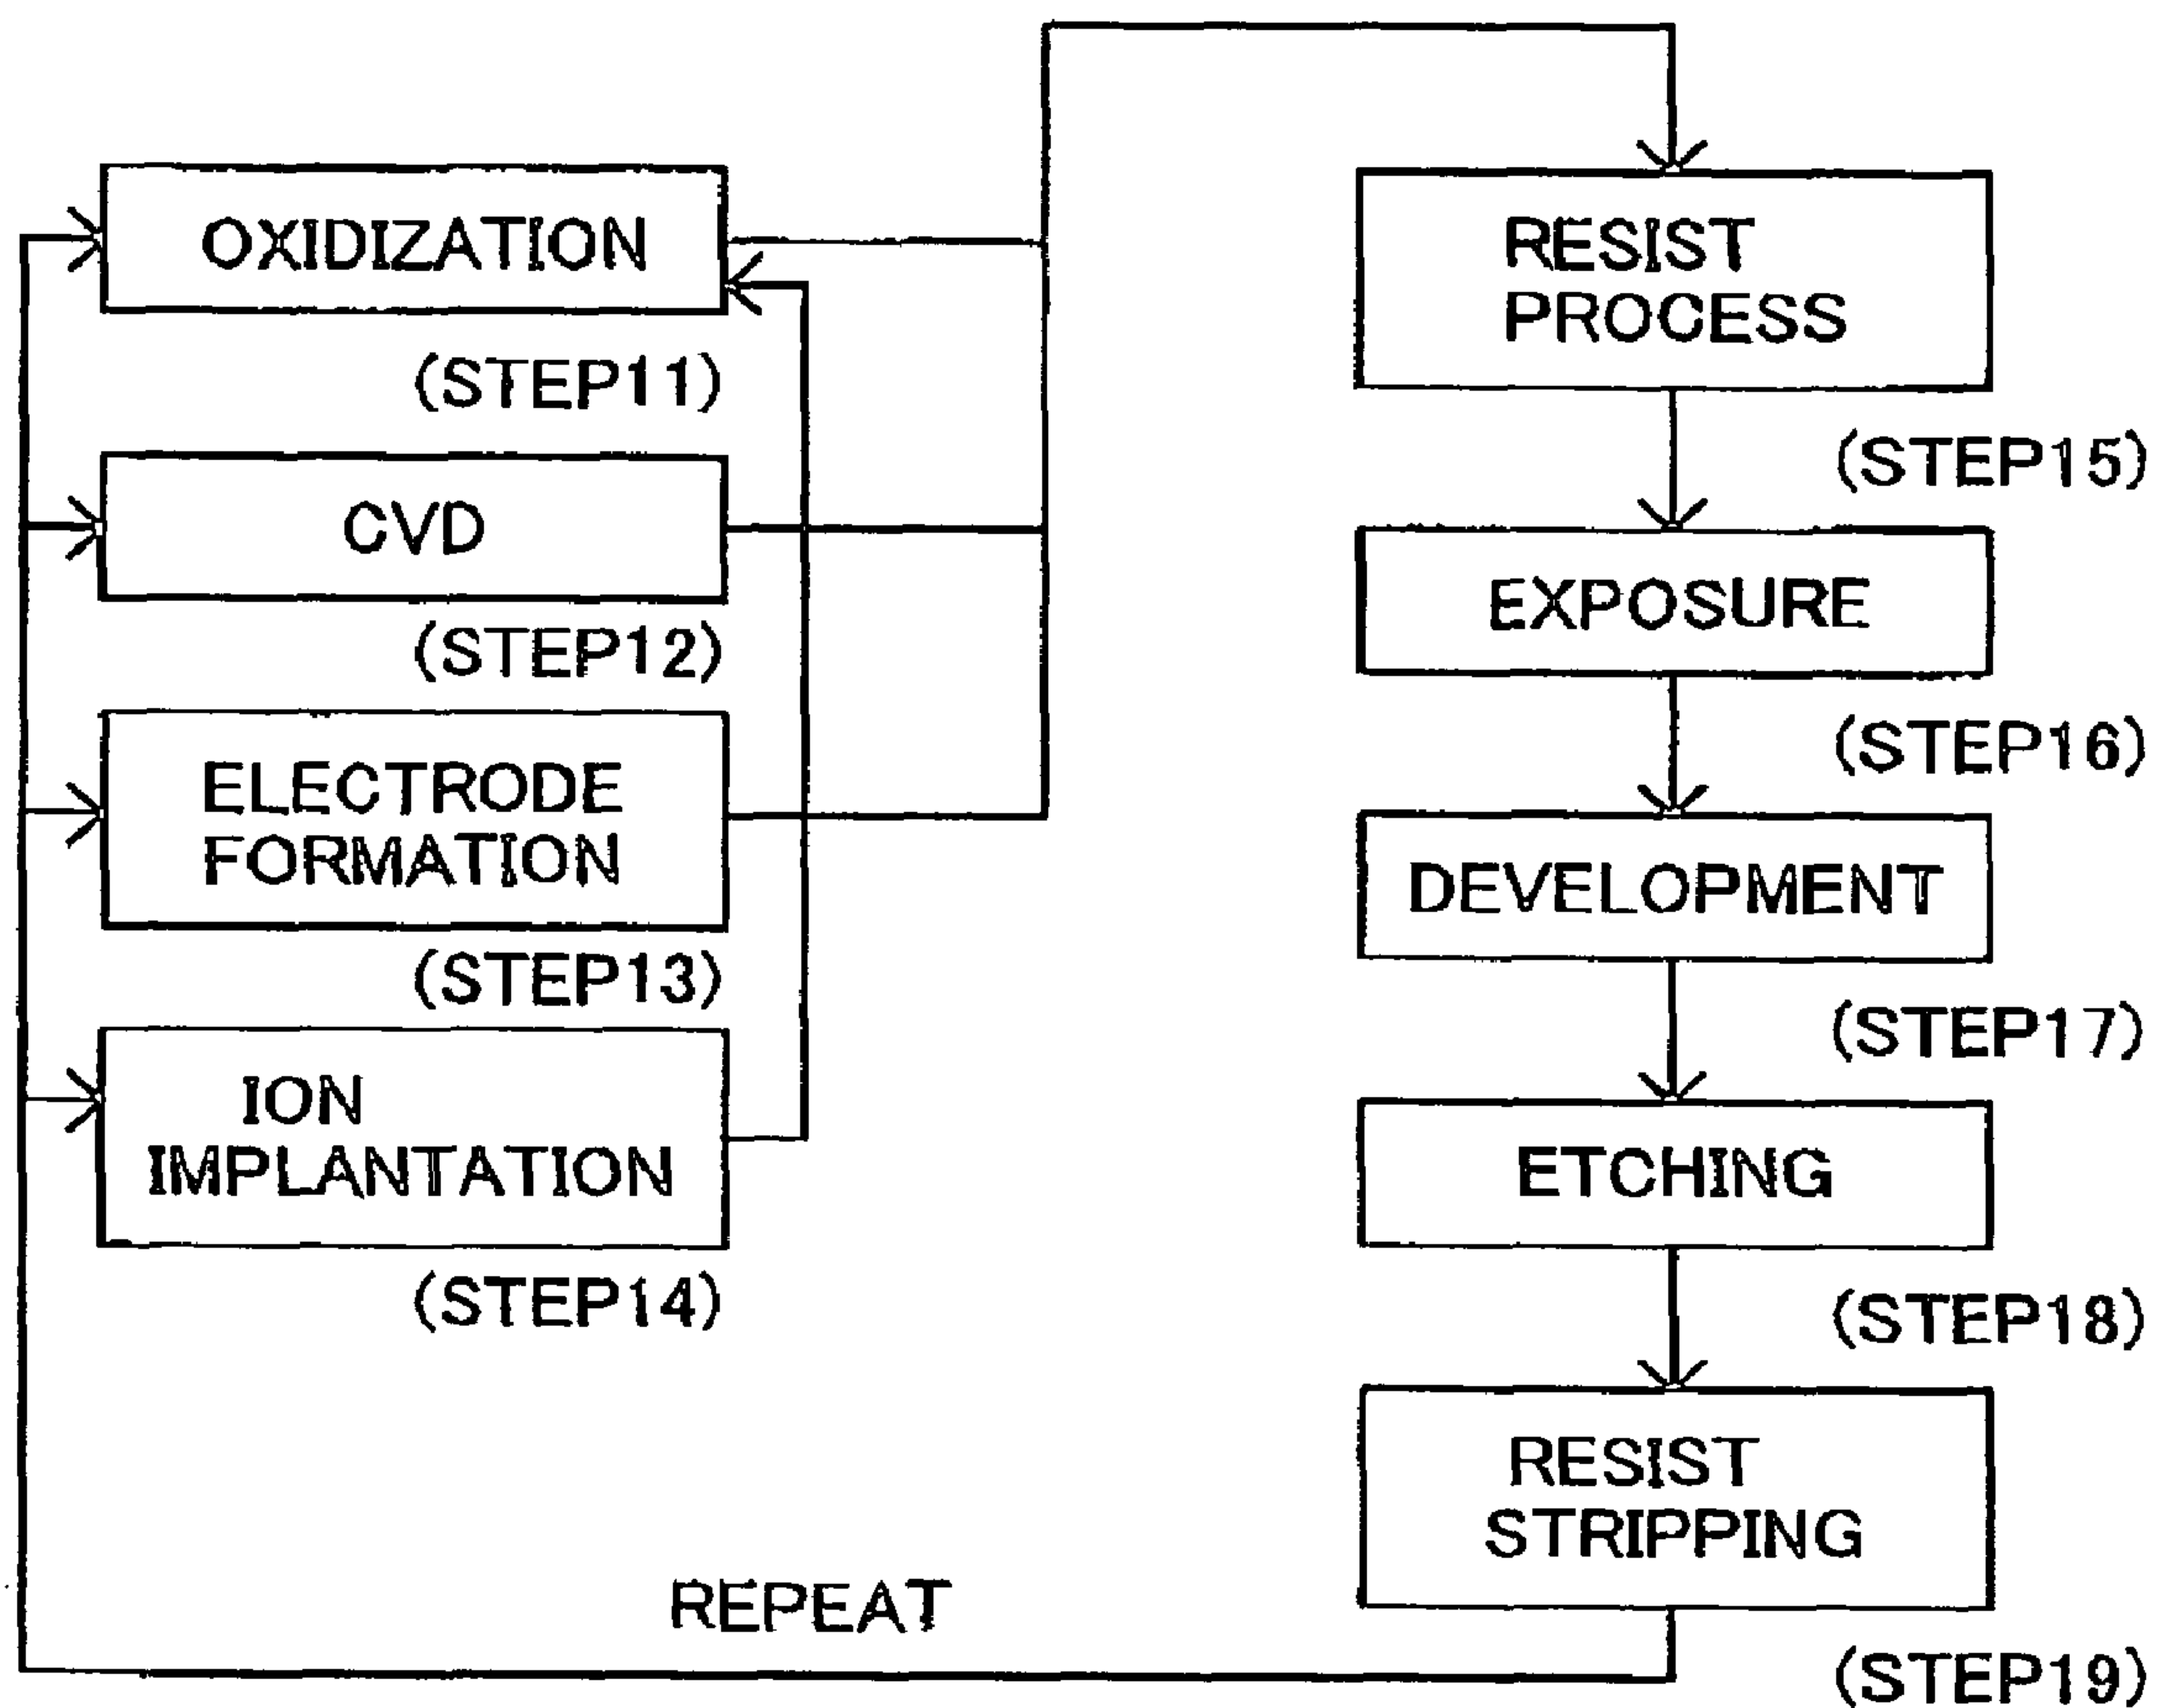 OXIDIZATION
(STEP11)
CVD
(STEP12)
ELECTRODE
FORMATION
(STEP13)
ION
IMPLANTATION
(STEP14)
RESIST
PROCESS
(STEP15)
EXPOSURE
(STEP16)
DEVELOPMENT
(STEP17)
ETCHING
(STEP18)
RESIST
STRIPPING
(STEP19)
REPEAT